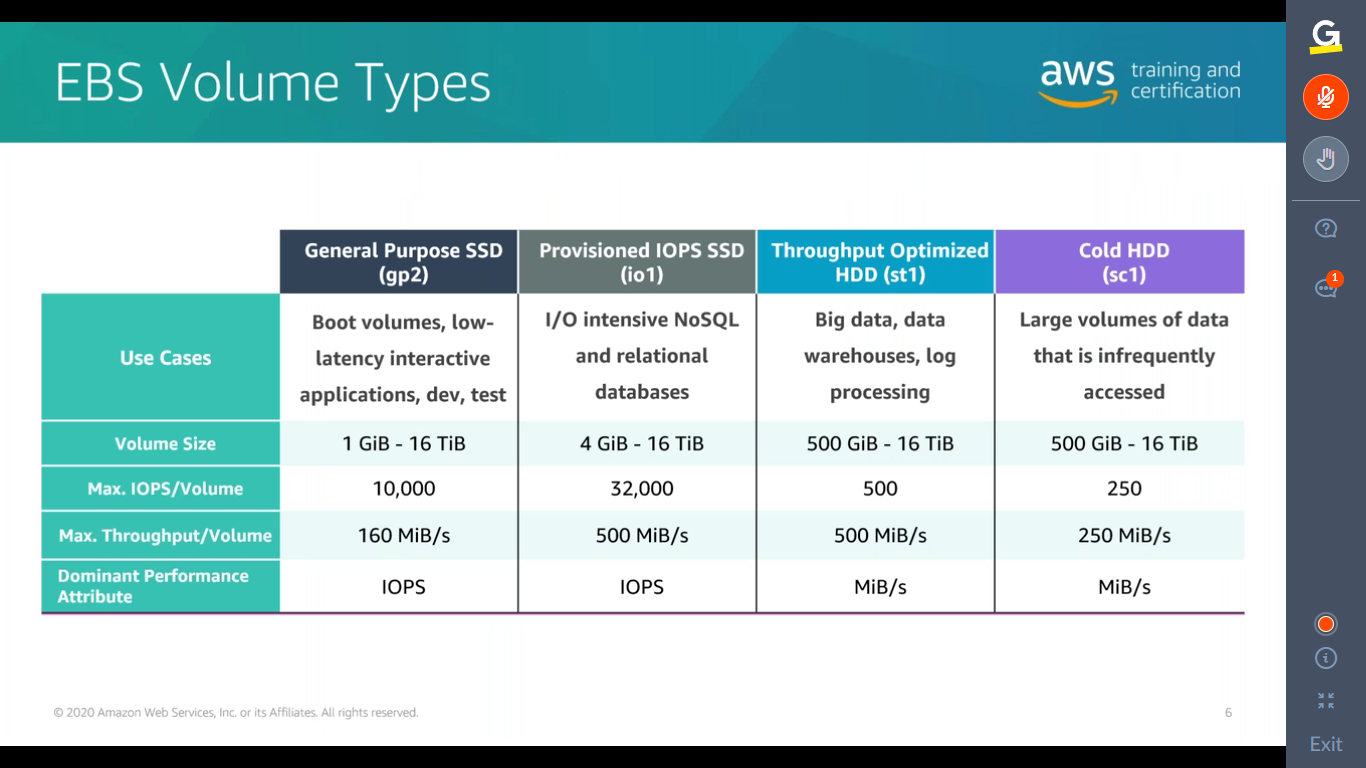 EBS Volume Types
aws training and
certification
General Purpose SSD
(gp2)
Provisioned IOPS SSD
(io1)
Throughput Optimized
HDD (st1)
Cold HDD
(sc1)
Use Cases
Boot volumes, low-
latency interactive
applications, dev, test
I/O intensive NoSQL
and relational
databases
Big data, data
warehouses, log
processing
Large volumes of data
that is infrequently
accessed
Volume Size
1 GiB - 16 TiB
4 GiB - 16 TiB
500 GiB - 16 TiB
500 GiB - 16 TiB
Max. IOPS/Volume
10,000
32,000
500
250
Max. Throughput/Volume
160 MiB/s
500 MiB/s
500 MiB/s
250 MiB/s
Dominant Performance
Attribute
IOPS
IOPS
MiB/s
MiB/s
© 2020 Amazon Web Services, Inc. or its Affiliates. All rights reserved.
6
G
?
1
i
Exit